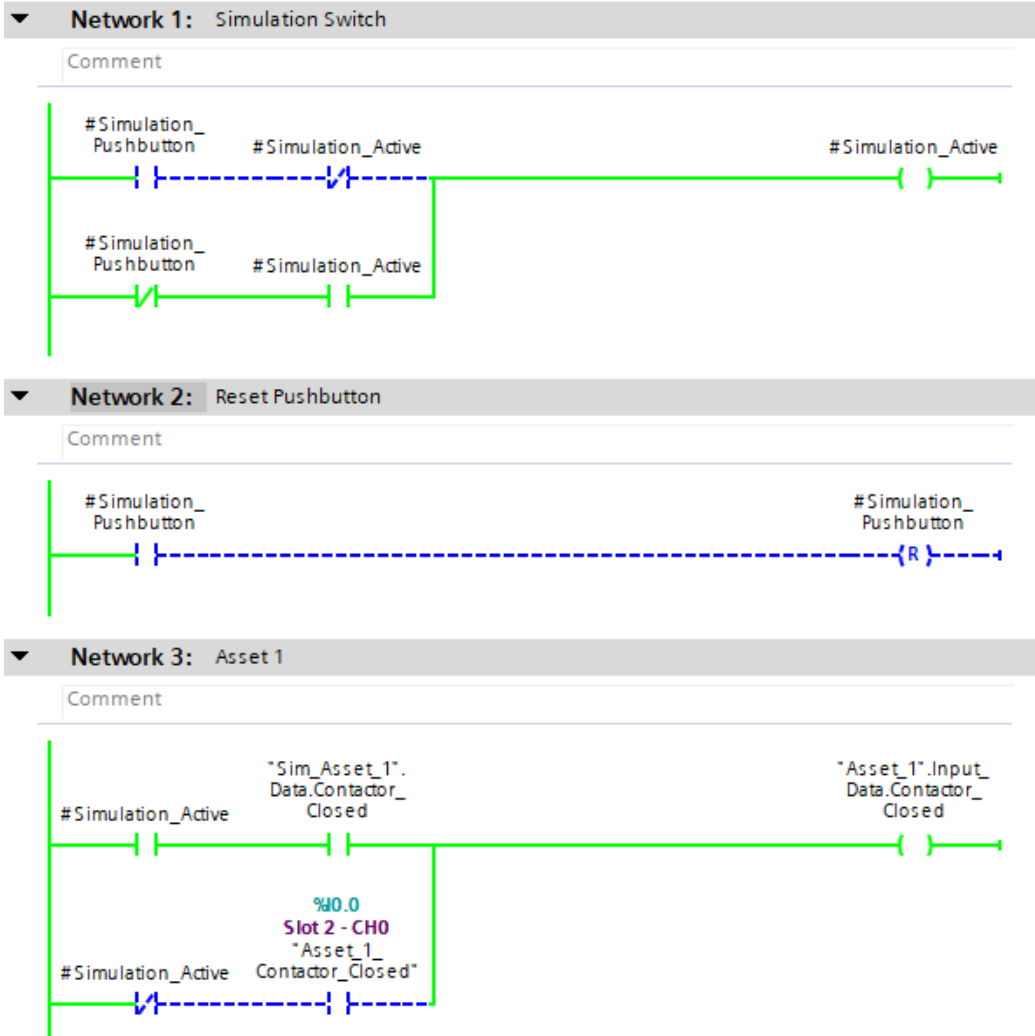 Network 1: Simulation Switch
Comment
#Simulation_
Pushbutton
#Simulation_Active
#Simulation_Active
#Simulation_
Pushbutton
#Simulation_Active
Network 2: Reset Pushbutton
Comment
#Simulation_
Pushbutton
#Simulation_
Pushbutton
R
Network 3: Asset 1
Comment
#Simulation_Active
"Sim_Asset_1".
Data.Contactor_
Closed
"Asset_1".Input_
Data.Contactor_
Closed
#Simulation_Active
%I0.0
Slot 2 - CH0
"Asset_1_
Contactor_Closed"